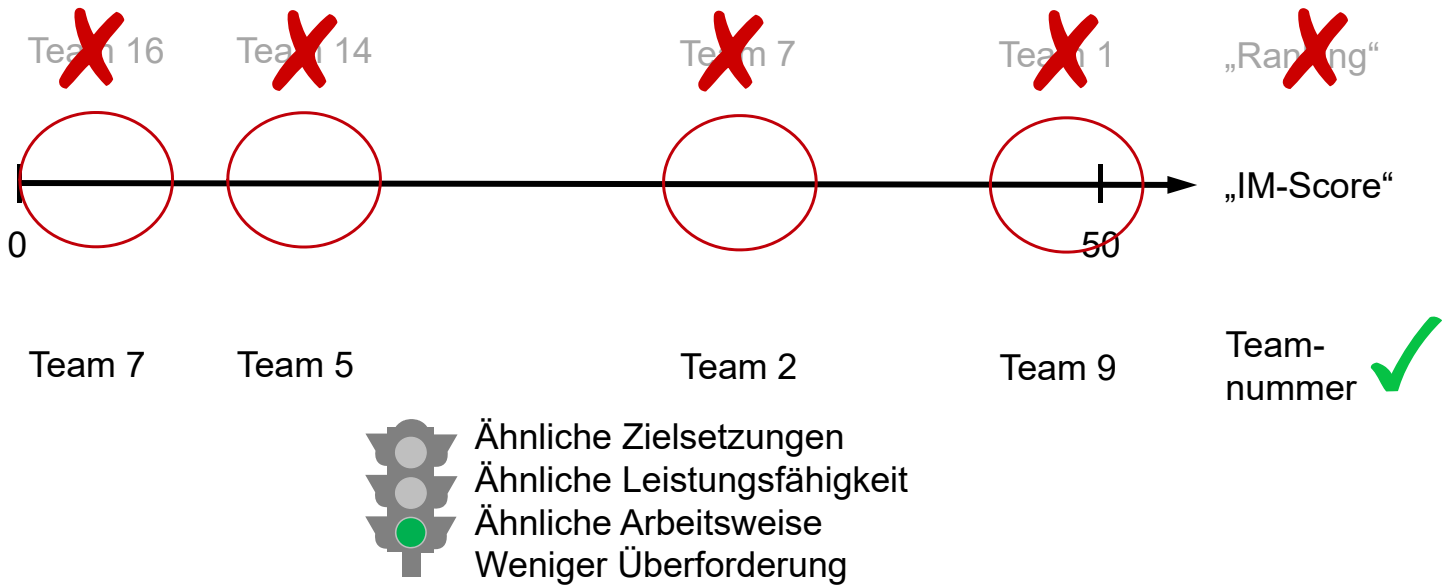 Team 16 Team 14 Team 7 Team 1 „Ranking“
„IM-Score“
0 50
Team 7 Team 5 Team 2 Team 9 Team-
nummer
Ähnliche Zielsetzungen
Ähnliche Leistungsfähigkeit
Ähnliche Arbeitsweise
Weniger Überforderung